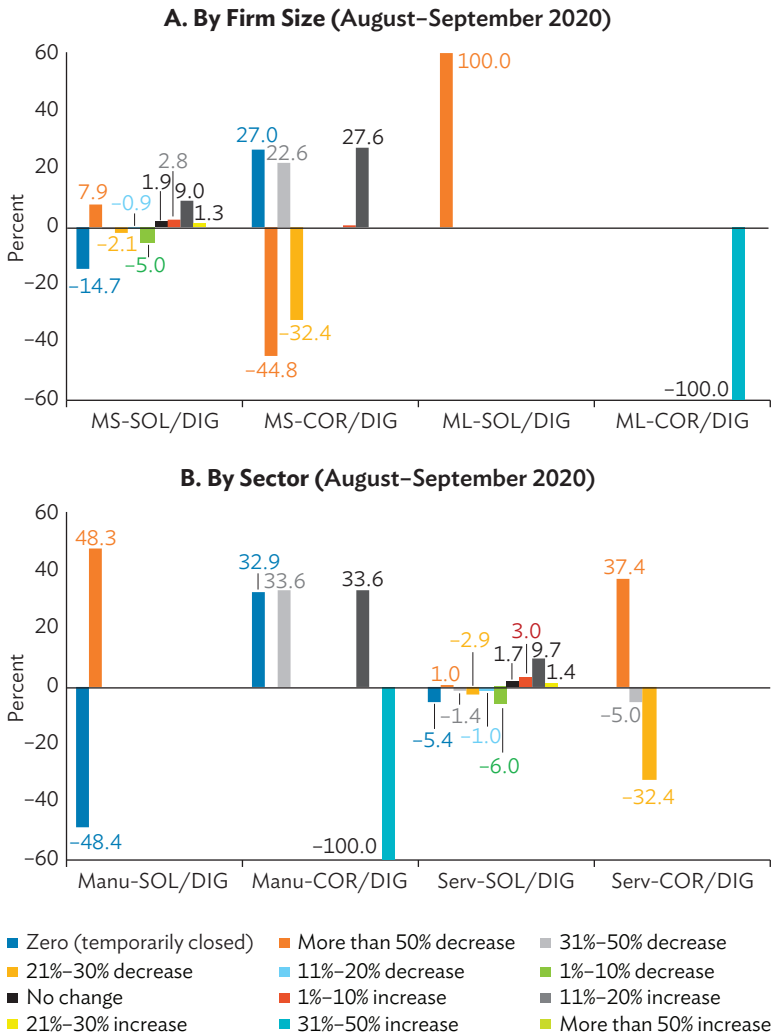 A. By Firm Size (August–September 2020)
60
40
20
0
–20
–40
–60
Percent
7.9
–14.7
–2.1
–0.9
–5.0
1.9
2.8
9.0
1.3
27.0
22.6
–44.8
–32.4
27.6
100.0
–100.0
MS-SOL/DIG
MS-COR/DIG
ML-SOL/DIG
ML-COR/DIG
B. By Sector (August–September 2020)
60
40
20
0
–20
–40
–60
Percent
48.3
–48.4
32.9
33.6
33.6
–100.0
–5.4
1.0
–1.4
–2.9
–1.0
–6.0
1.7
3.0
9.7
1.4
37.4
–5.0
–32.4
Manu-SOL/DIG
Manu-COR/DIG
Serv-SOL/DIG
Serv-COR/DIG
Zero (temporarily closed)
More than 50% decrease
31%–50% decrease
21%–30% decrease
11%–20% decrease
1%–10% decrease
No change
1%–10% increase
11%–20% increase
21%–30% increase
31%–50% increase
More than 50% increase